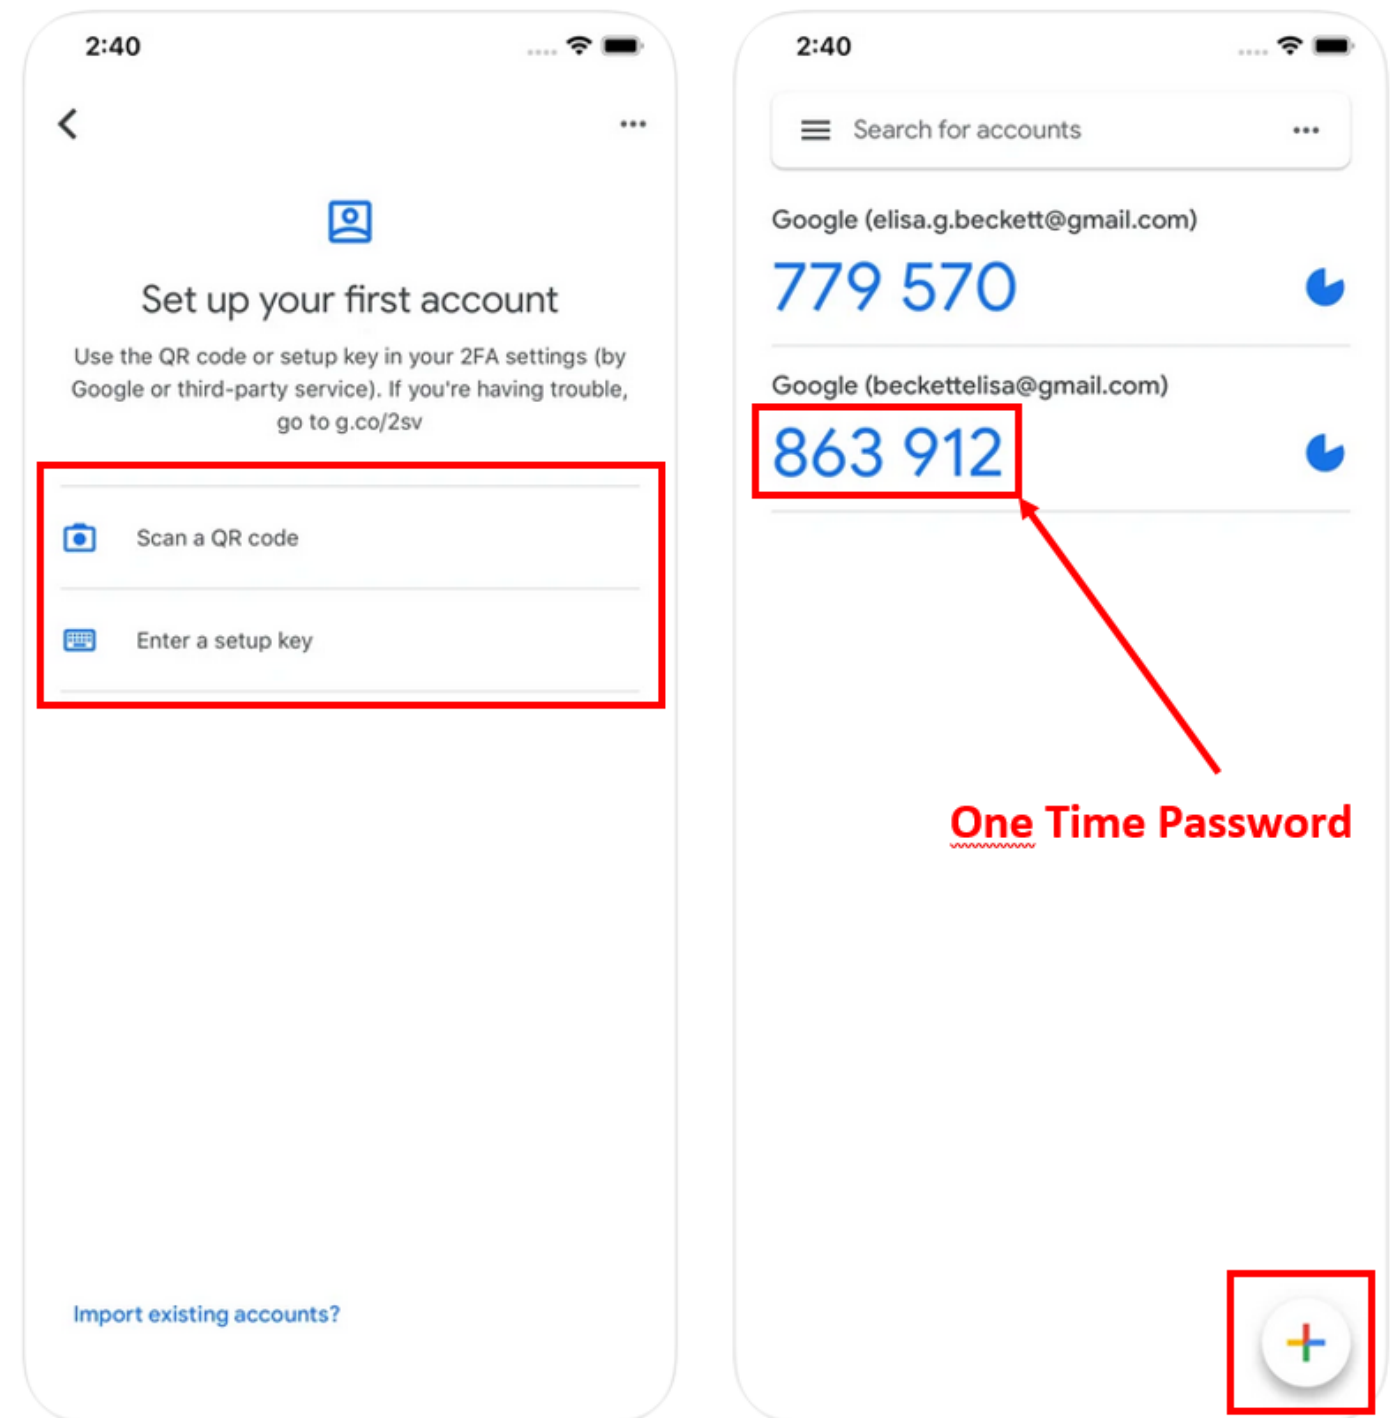 2:40
Set up your first account
Use the QR code or setup key in your 2FA settings (by
Google or third-party service). If you're having trouble,
go to g.co/2sv
Scan a QR code
Enter a setup key
Import existing accounts?
2:40
Search for accounts
Google (elisa.g.beckett@gmail.com)
779 570
Google (beckettelisa@gmail.com)
863 912
One Time Password